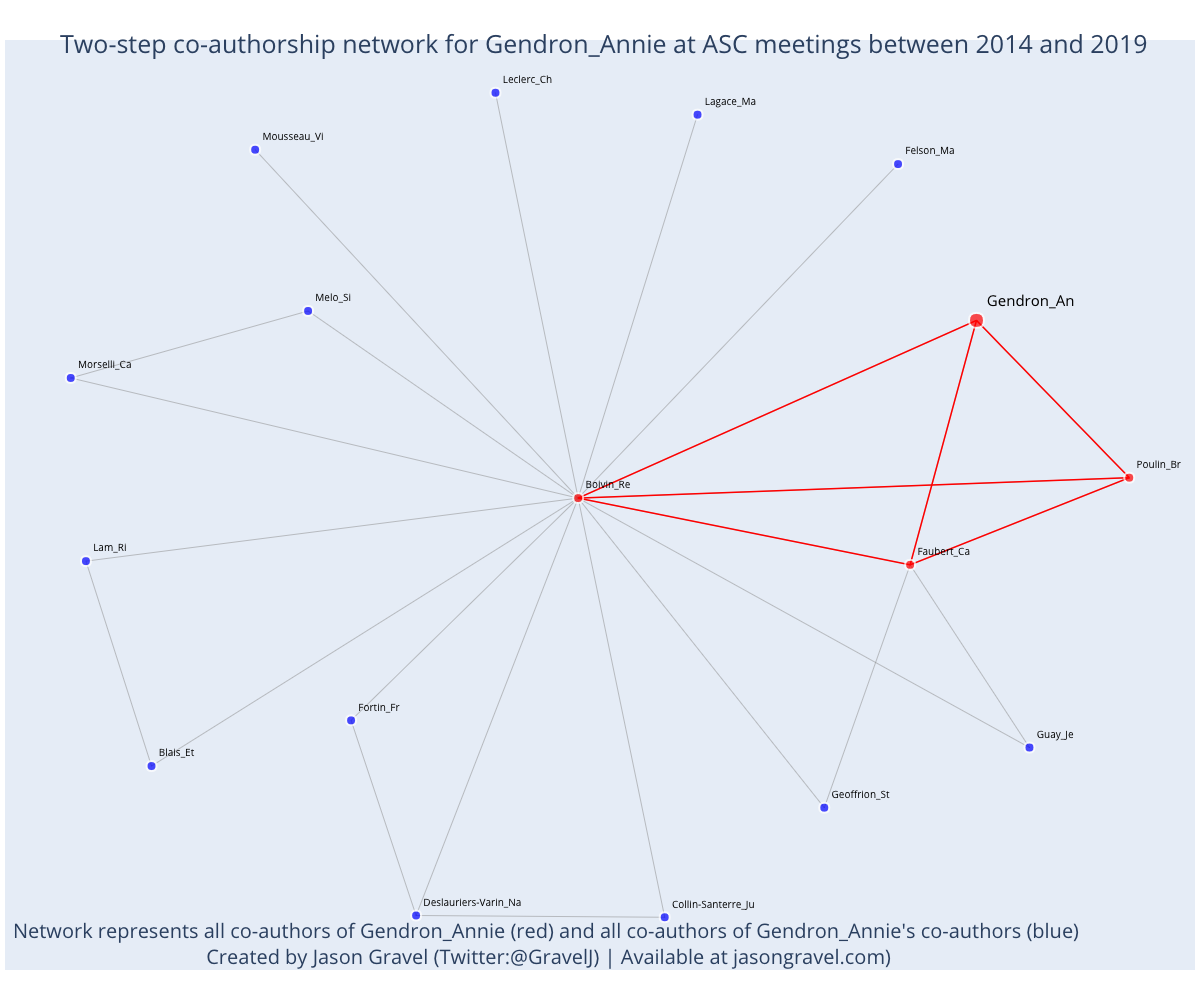 Two-step co-authorship network for Gendron_Annie at ASC meetings between 2014 and 2019
Leclerc_Ch
Lagace_Ma
Mousseau_Vi
Felson_Ma
Melo_Si
Gendron_An
Morselli_Ca
Poulin_Br
Boivin_Re
Lam_Ri
Faubert_Ca
Fortin_Fr
Guay_Je
Blais_Et
Geoffrion_St
Deslauriers-Varin_Na
Collin-Santerre_Ju
Network represents all co-authors of Gendron_Annie (red) and all co-authors of Gendron_Annie's co-authors (blue)
Created by Jason Gravel (Twitter:@GravelJ) | Available at jasongravel.com)